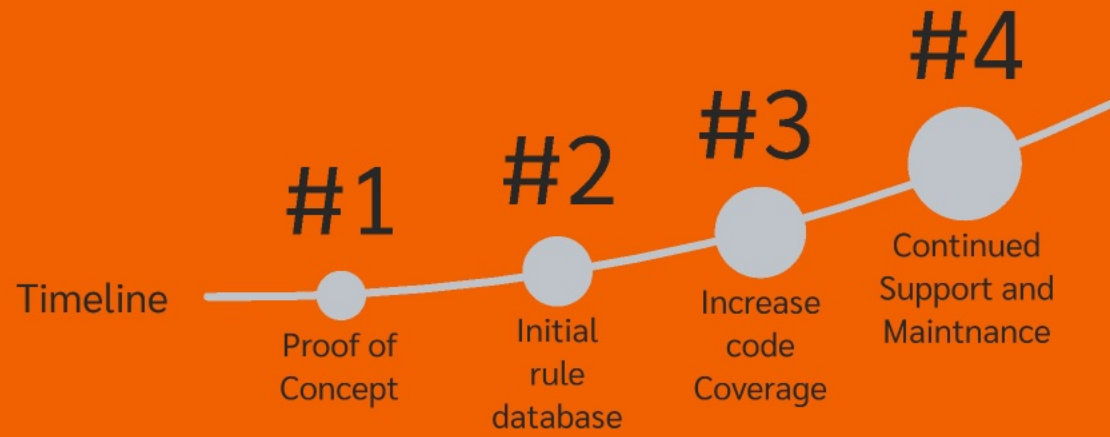 Timeline
#1
Proof of
Concept
#2
Initial
rule
database
#3
Increase
code
Coverage
#4
Continued
Support and
Maintnance